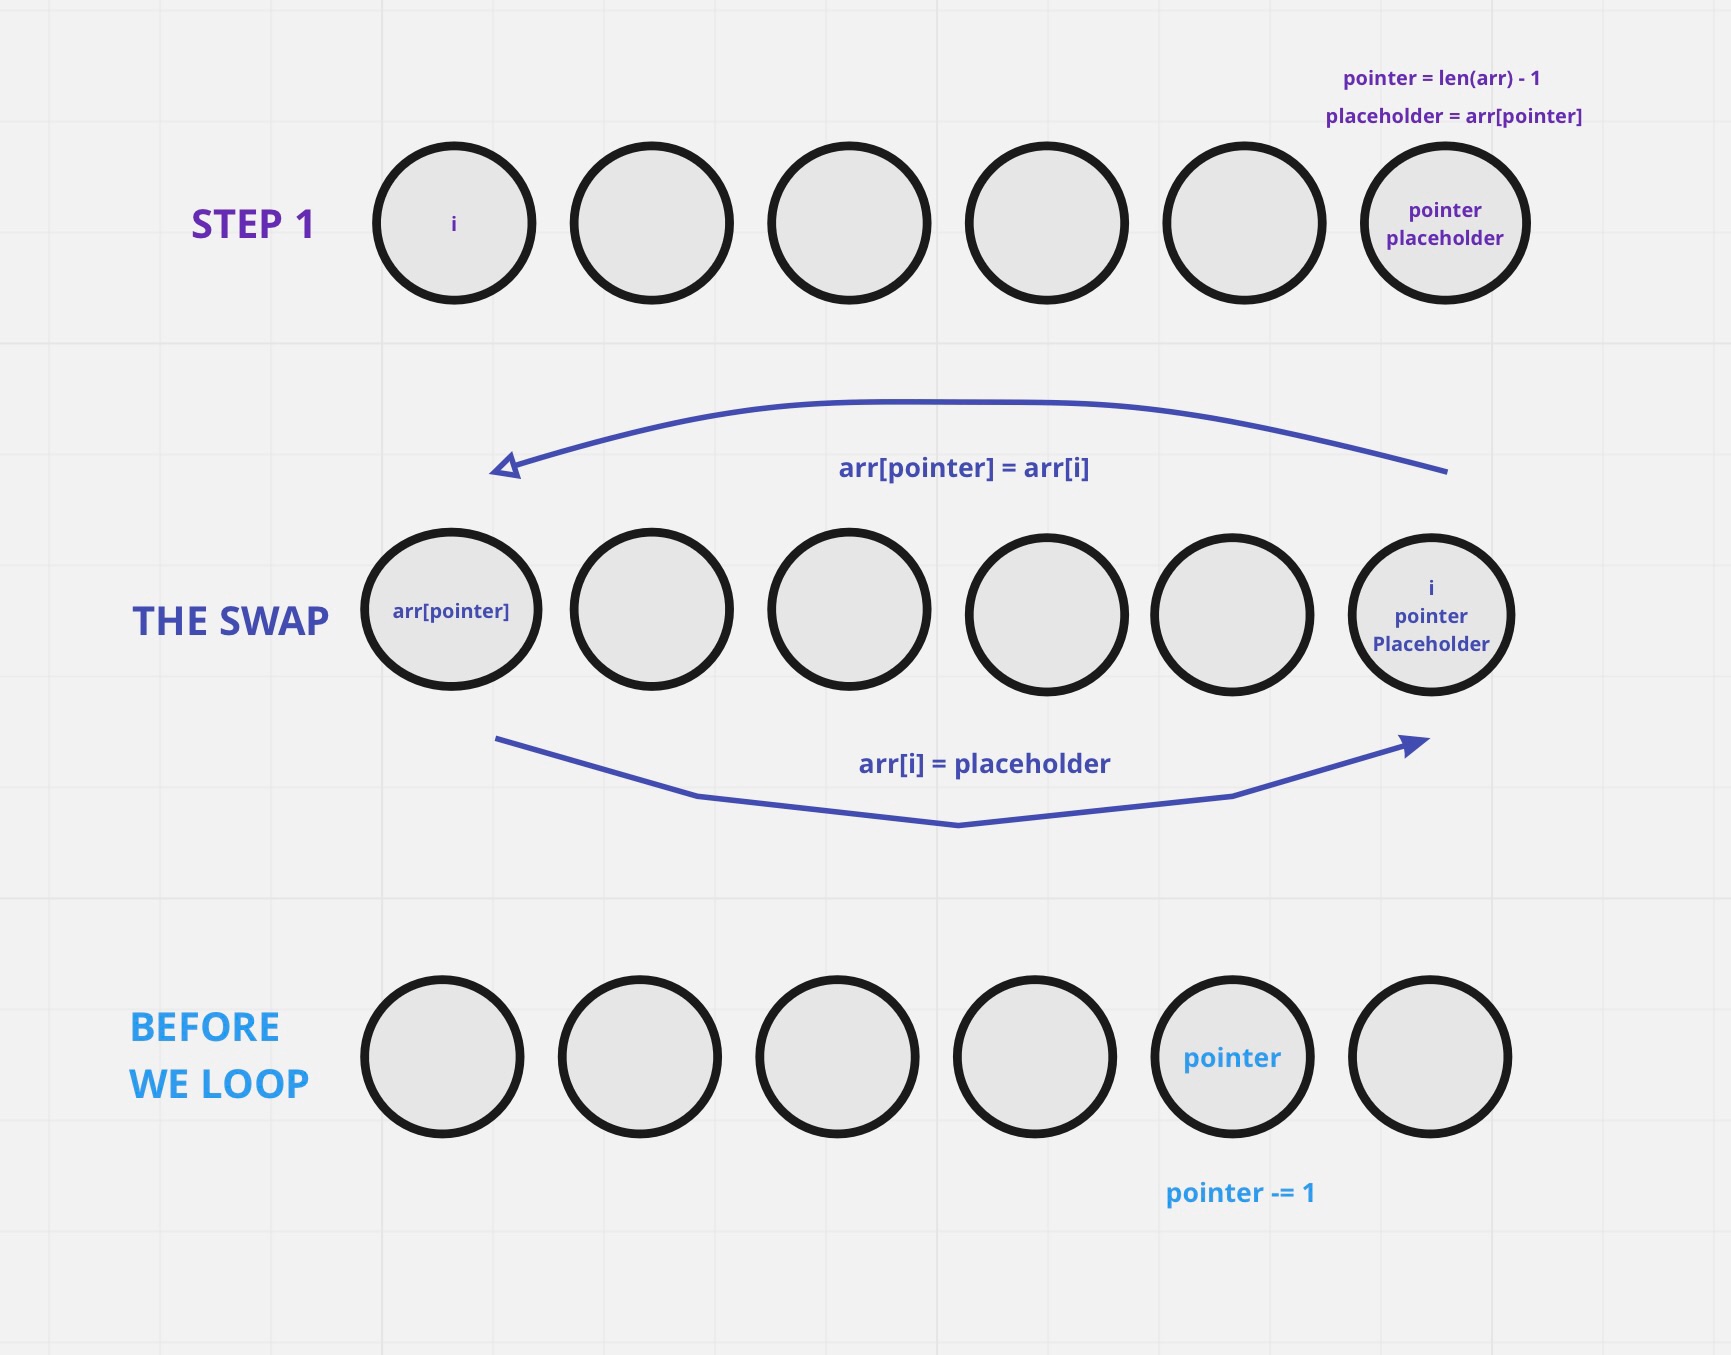 pointer = len(arr) - 1
placeholder = arr[pointer]
STEP 1
i
pointer
placeholder
arr[pointer] = arr[i]
THE SWAP
arr[pointer]
i
pointer
Placeholder
arr[i] = placeholder
BEFORE
WE LOOP
pointer
pointer -= 1